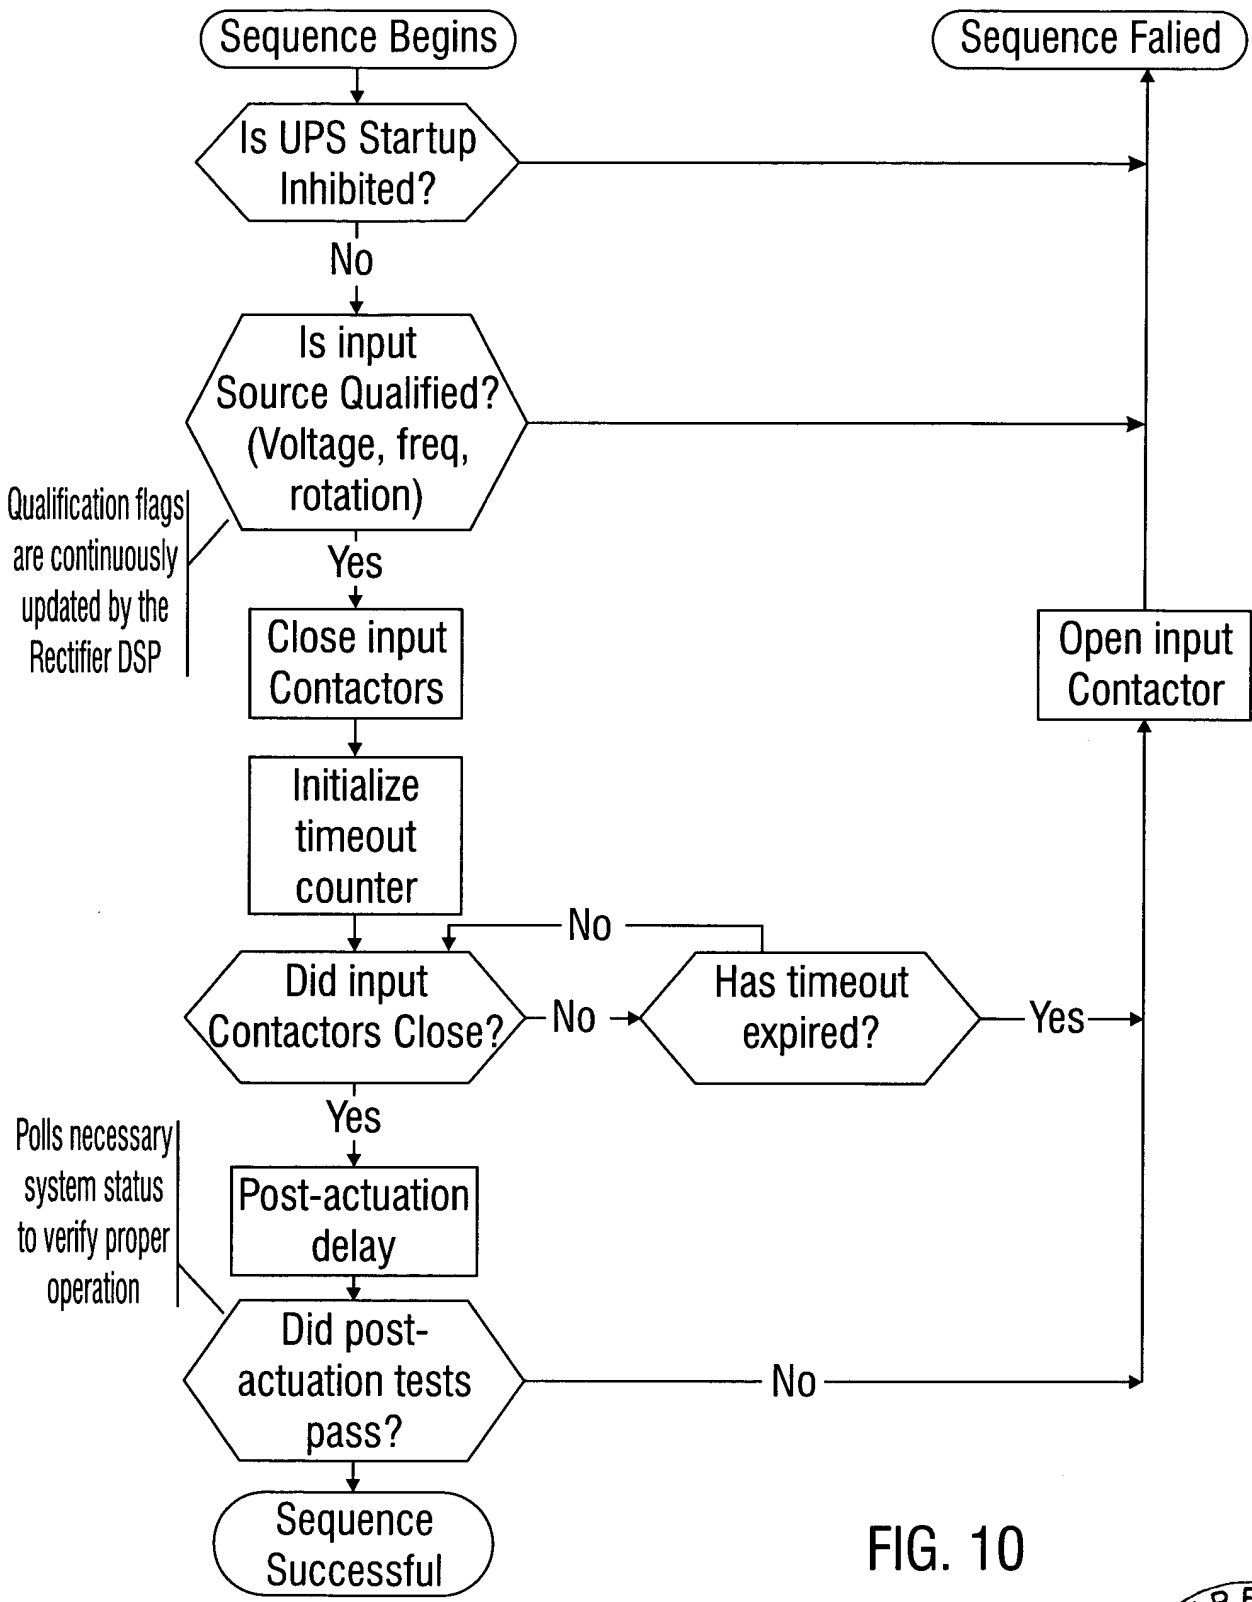 Sequence Begins
Sequence Falied
Is UPS Startup
Inhibited?
No
Is input
Source Qualified?
(Voltage, freq,
rotation)
Qualification flags
are continuously
updated by the
Rectifier DSP
Yes
Close input
Contactors
Open input
Contactor
Initialize
timeout
counter
No
Did input
Contactors Close?
No
Has timeout
expired?
Yes
Yes
Polls necessary
system status
to verify proper
operation
Post-actuation
delay
Did post-
actuation tests
pass?
No
Sequence
Successful
FIG. 10